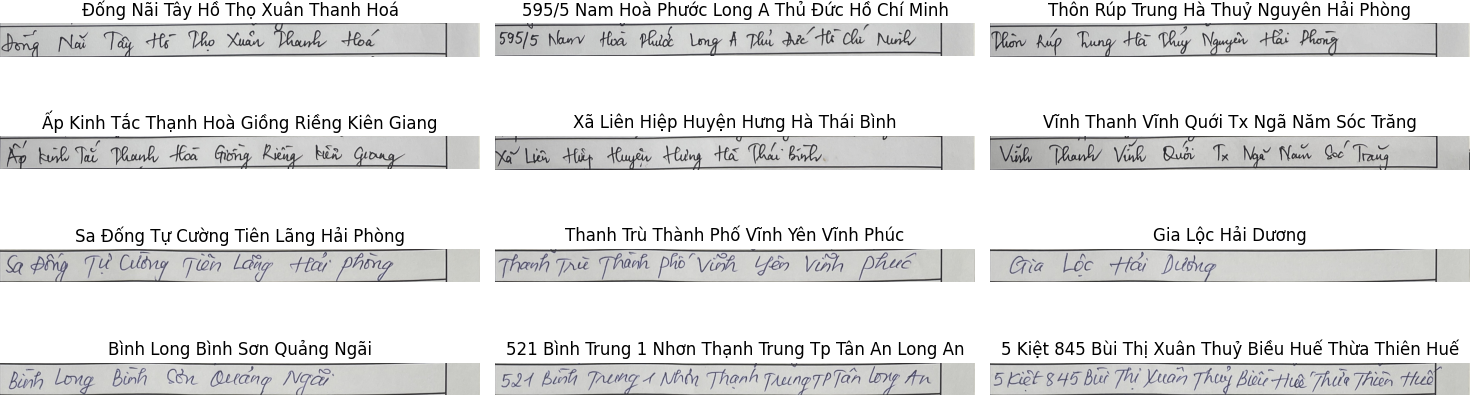 Đống Nãi Tây Hồ Thọ Xuân Thanh Hoá
595/5 Nam Hoà Phước Long A Thủ Đức Hồ Chí Minh
Thôn Rúp Trung Hà Thuỷ Nguyên Hải Phòng
Đống Nãi Tây Hồ Thọ Xuân Thanh Hoá
595/5 Nam Hoà Phước Long A Thủ Đức Hồ Chí Minh
Thôn Rúp Trung Hà Thủy Nguyên Hải Phòng
Ấp Kinh Tác Thạnh Hoà Giồng Riềng Kiên Giang
Xã Liên Hiệp Huyện Hưng Hà Thái Bình
Vĩnh Thanh Vĩnh Quới Tx Ngã Năm Sóc Trăng
Ấp Kinh Tác Thạnh Hoà Giồng Riềng Kiên Giang
Xã Liên Hiệp Huyện Hưng Hà Thái Bình
Vĩnh Thanh Vĩnh Quới Tx Ngã Năm Sóc Trăng
Sa Đống Tự Cường Tiên Lãng Hải Phòng
Thanh Trù Thành Phố Vĩnh Yên Vĩnh Phúc
Gia Lộc Hải Dương
Sa Đống Tự Cường Tiên Lãng Hải Phòng
Thanh Trù Thành phố Vĩnh Yên Vĩnh phúc
Gia Lộc Hải Dương
Bình Long Bình Sơn Quảng Ngãi
521 Bình Trung 1 Nhơn Thạnh Trung Tp Tân An Long An
5 Kiệt 845 Bùi Thị Xuân Thuỷ Biều Huế Thừa Thiên Huế
Bình Long Bình Sơn Quảng Ngãi
521 Bình Trung 1 Nhơn Thạnh Trung TP Tân Long An
5 Kiệt 845 Bùi Thị Xuân Thuỷ Biều Huế Thừa Thiên Huế